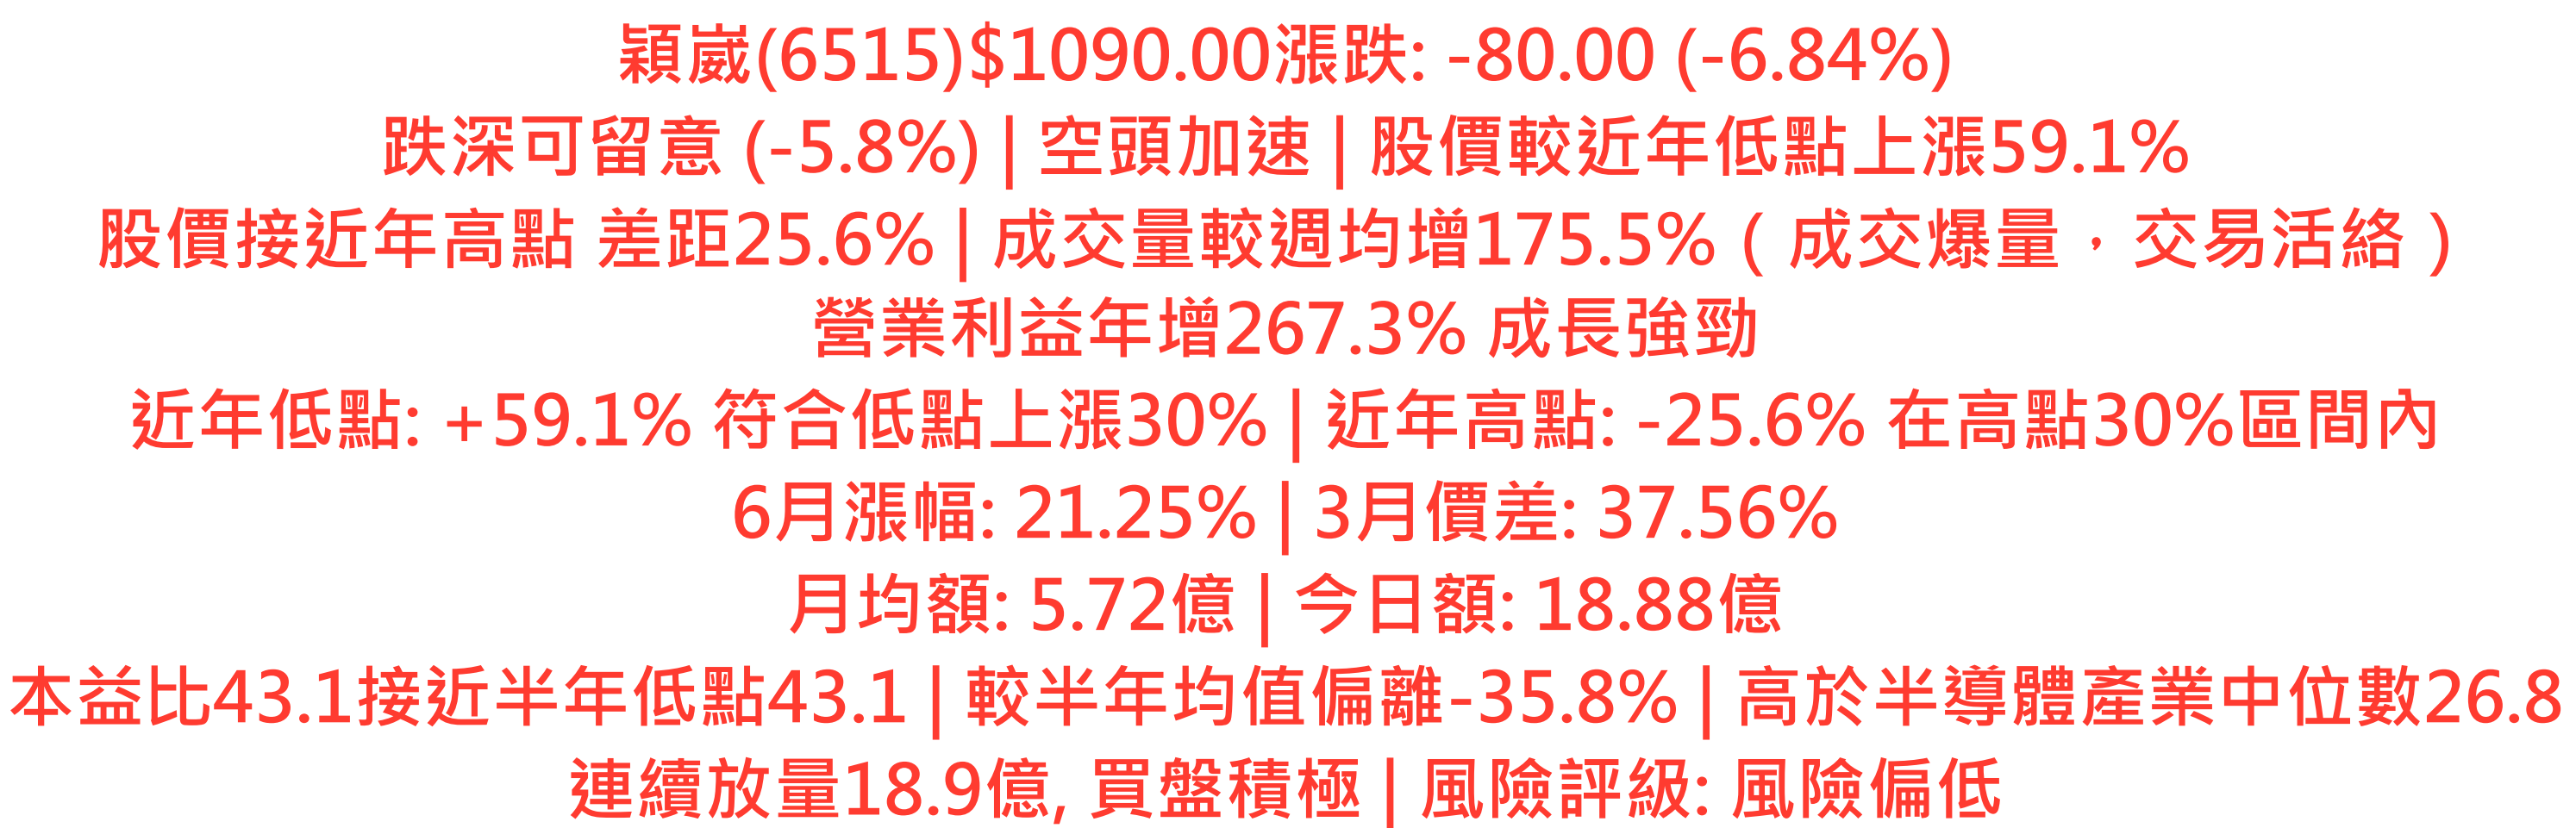 穎崴(6515)$1090.00漲跌: -80.00 (-6.84%)
跌深可留意 (-5.8%) | 空頭加速 | 股價較近年低點上漲59.1%
股價接近年高點 差距25.6% | 成交量較週均增175.5%（成交爆量，交易活絡）
營業利益年增267.3% 成長強勁
近年低點: +59.1% 符合低點上漲30% | 近年高點: -25.6% 在高點30%區間內
6月漲幅: 21.25% | 3月價差: 37.56%
月均額: 5.72億 | 今日額: 18.88億
本益比43.1接近半年低點43.1 | 較半年均值偏離-35.8% | 高於半導體產業中位數26.8
連續放量18.9億, 買盤積極 | 風險評級: 風險偏低